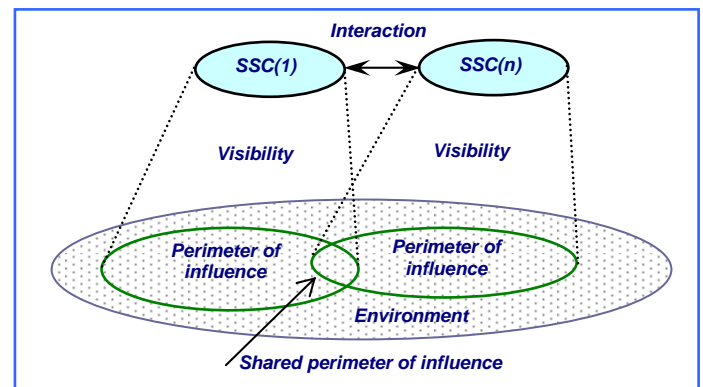 Interaction
SSC(1)
SSC(n)
Visibility
Visibility
Perimeter of
influence
Perimeter of
influence
Environment
Shared perimeter of influence